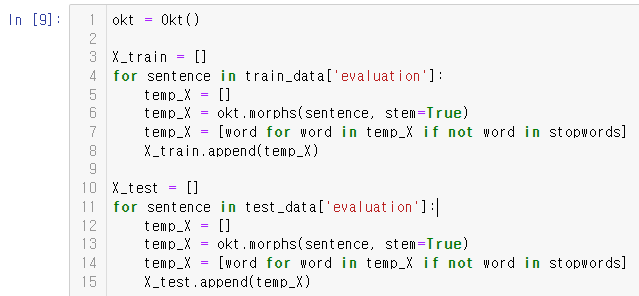 In [9]:
1 okt = Okt()
2
3 X_train = []
4 for sentence in train_data['evaluation']:
5     temp_X = []
6     temp_X = okt.morphs(sentence, stem=True)
7     temp_X = [word for word in temp_X if not word in stopwords]
8     X_train.append(temp_X)
9
10 X_test = []
11 for sentence in test_data['evaluation']:
12     temp_X = []
13     temp_X = okt.morphs(sentence, stem=True)
14     temp_X = [word for word in temp_X if not word in stopwords]
15     X_test.append(temp_X)